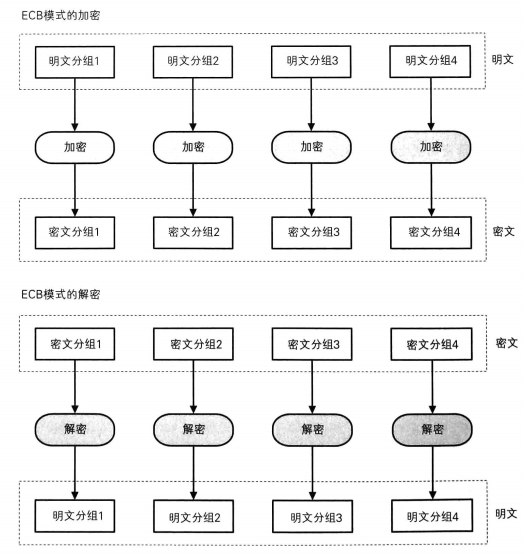 ECB模式的加密
明文分组1 明文分组2 明文分组3 明文分组4 明文
加密 加密 加密 加密
密文分组1 密文分组2 密文分组3 密文分组4 密文
ECB模式的解密
密文分组1 密文分组2 密文分组3 密文分组4 密文
解密 解密 解密 解密
明文分组1 明文分组2 明文分组3 明文分组4 明文